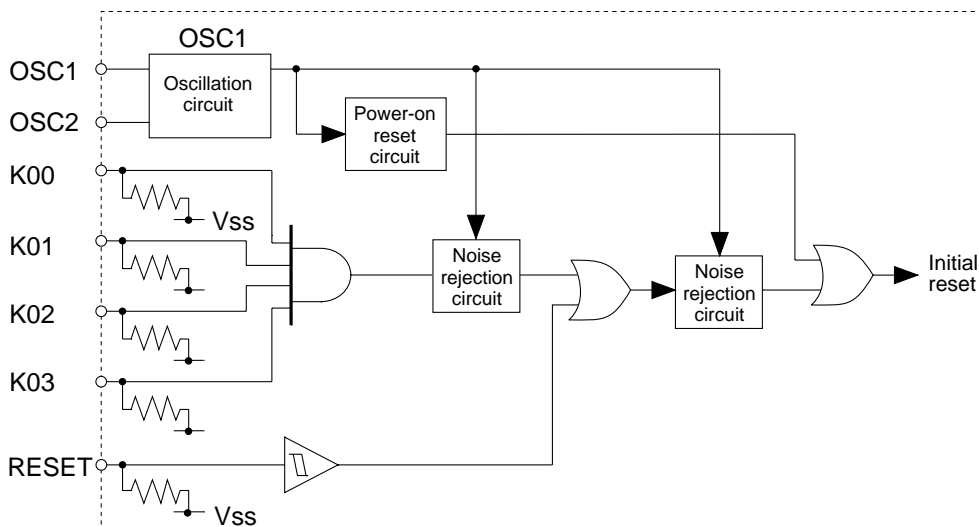 OSC1
OSC1
Oscillation
circuit
OSC2
Power-on
reset
circuit
K00
Vss
K01
Noise
rejection
circuit
Noise
rejection
circuit
Initial
reset
K02
K03
RESET
Vss